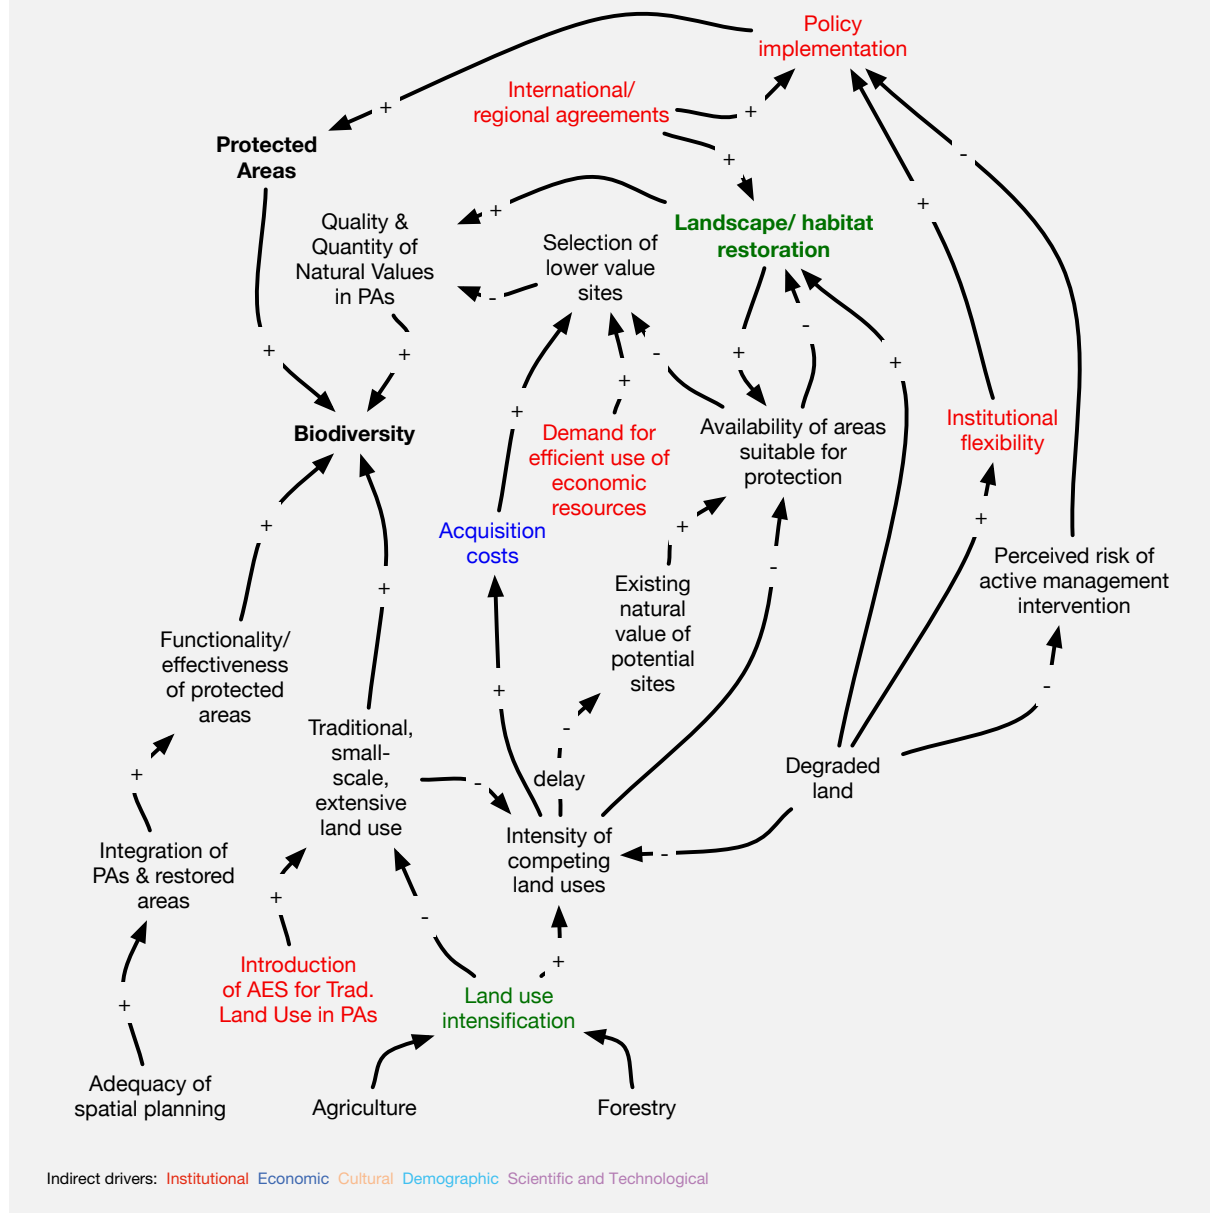 Policy
implementation
International/
regional agreements
+
+
+
Protected
Areas
-
+
+
Quality &
Quantity of
Natural Values
in PAs
Selection of
lower value
sites
Landscape/ habitat
restoration
-
+
+
-
+
-
+
+
+
Biodiversity
Demand for
efficient use of
economic
resources
Availability of areas
suitable for
protection
Institutional
flexibility
Acquisition
costs
+
+
+
-
+
Existing
natural
value of
potential
sites
Perceived risk of
active management
intervention
Functionality/
effectiveness
of protected
areas
+
-
-
Traditional,
small-
scale,
extensive
land use
delay
-
+
Degraded
land
Integration of
PAs & restored
areas
Intensity of
competing
land uses
-
+
-
+
+
Introduction
of AES for Trad.
Land Use in PAs
Land use
intensification
Adequacy of
spatial planning
Agriculture
Forestry
Indirect drivers: Institutional Economic Cultural Demographic Scientific and Technological